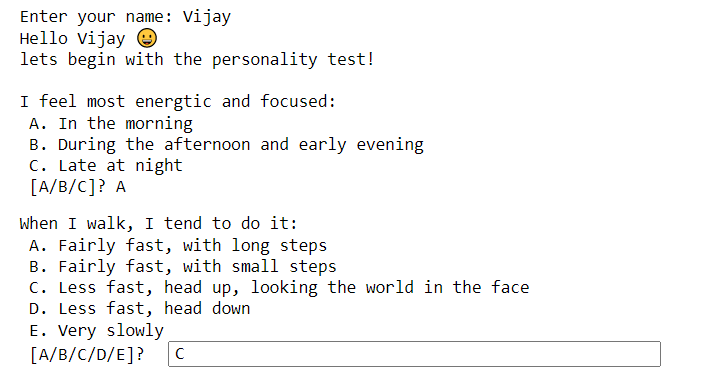 Enter your name: Vijay
Hello Vijay 😀
lets begin with the personality test!
I feel most energtic and focused:
A. In the morning
B. During the afternoon and early evening
C. Late at night
[A/B/C]? A
When I walk, I tend to do it:
A. Fairly fast, with long steps
B. Fairly fast, with small steps
C. Less fast, head up, looking the world in the face
D. Less fast, head down
E. Very slowly
[A/B/C/D/E]? C